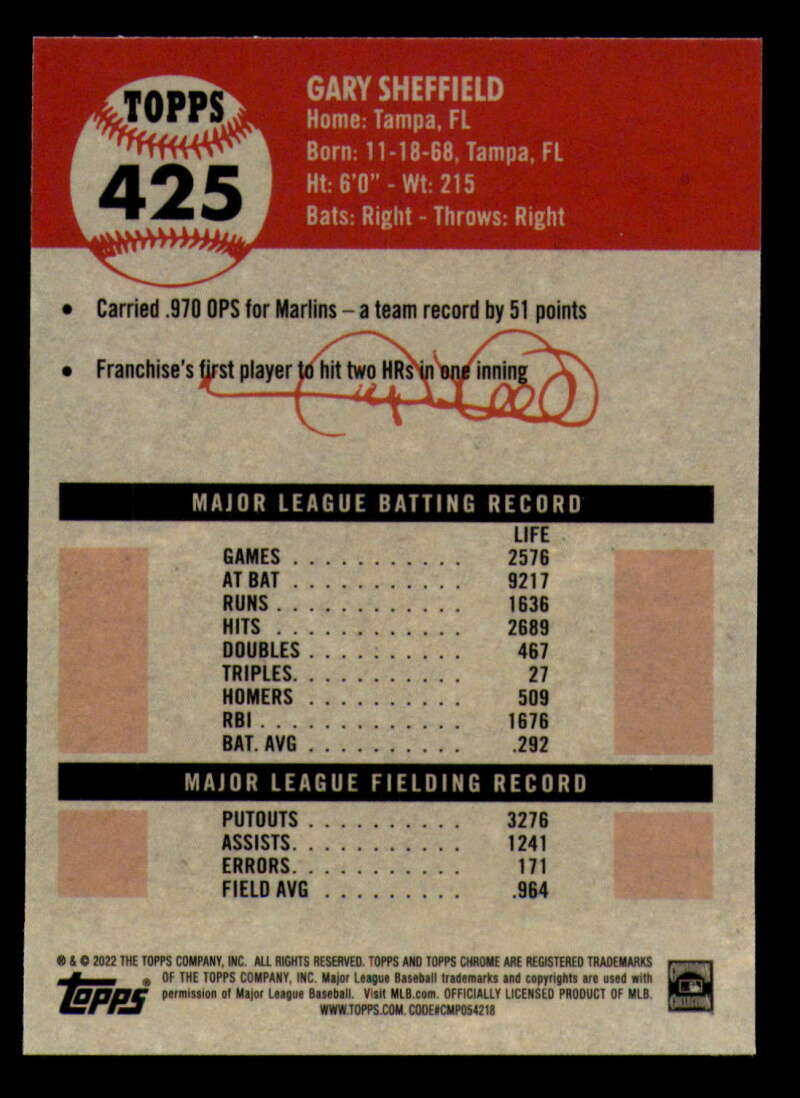 TOPPS
425
GARY SHEFFIELD
Home: Tampa, FL
Born: 11-18-68, Tampa, FL
Ht: 6'0" - Wt: 215
Bats: Right - Throws: Right
• Carried .970 OPS for Marlins – a team record by 51 points
• Franchise's first player to hit two HRs in one inning
MAJOR LEAGUE BATTING RECORD
LIFE
GAMES . . . . . . . . . . . 2576
AT BAT . . . . . . . . . . . 9217
RUNS . . . . . . . . . . . . 1636
HITS . . . . . . . . . . . . 2689
DOUBLES . . . . . . . . . . 467
TRIPLES. . . . . . . . . . . 27
HOMERS . . . . . . . . . . 509
RBI . . . . . . . . . . . . . 1676
BAT. AVG . . . . . . . . . . .292
MAJOR LEAGUE FIELDING RECORD
PUTOUTS . . . . . . . . . . 3276
ASSISTS. . . . . . . . . . . 1241
ERRORS. . . . . . . . . . . 171
FIELD AVG . . . . . . . . . .964
® & © 2022 THE TOPPS COMPANY, INC. ALL RIGHTS RESERVED. TOPPS AND TOPPS CHROME ARE REGISTERED TRADEMARKS
OF THE TOPPS COMPANY, INC. Major League Baseball trademarks and copyrights are used with
permission of Major League Baseball. Visit MLB.com. OFFICIALLY LICENSED PRODUCT OF MLB.
WWW.TOPPS.COM. CODE#CMP054218
Topps®
COOPERSTOWN
COLLECTION